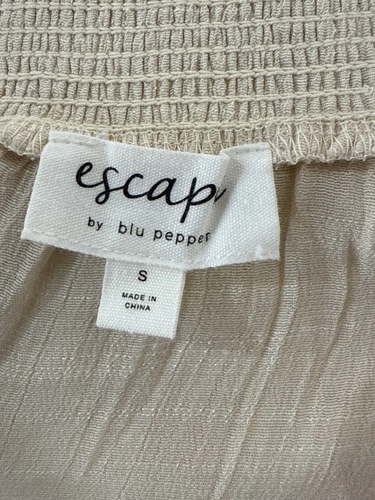 escap
by blu pepper
S
MADE IN
CHINA